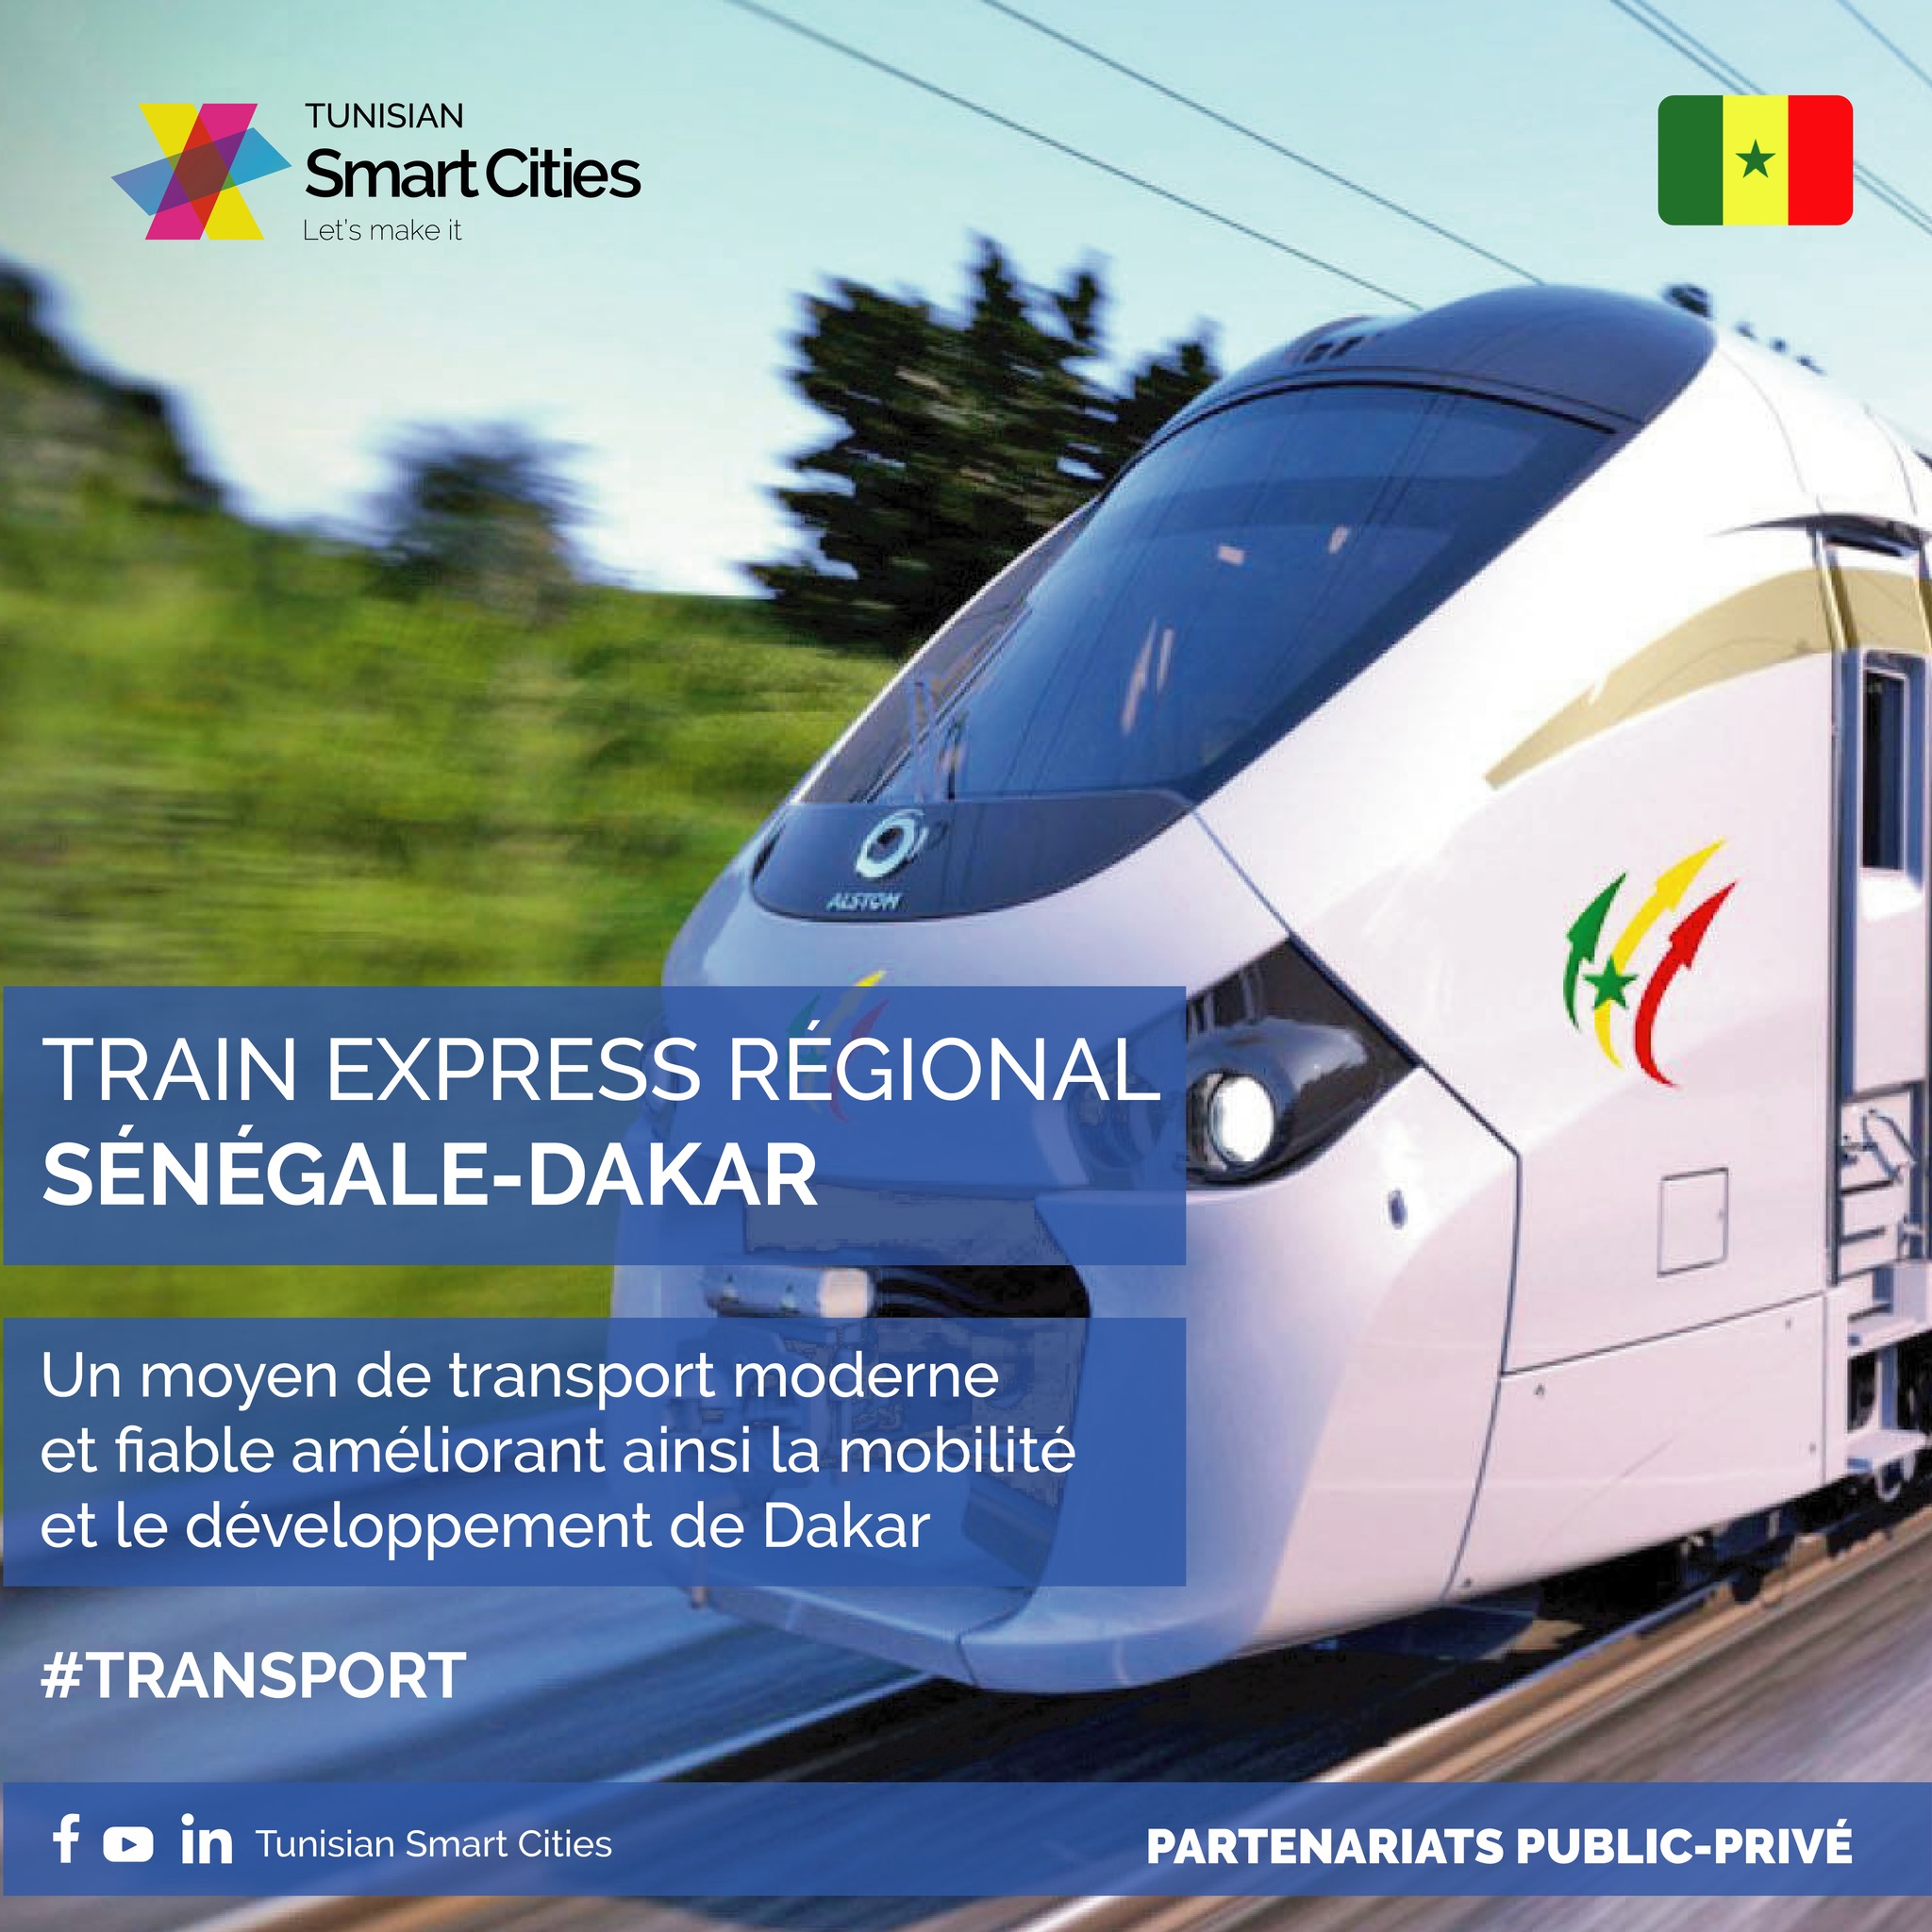 TUNISIAN
Smart Cities
Let's make it
ALSTOM
TRAIN EXPRESS RÉGIONAL
SÉNÉGALE-DAKAR
Un moyen de transport moderne
et fiable améliorant ainsi la mobilité
et le développement de Dakar
#TRANSPORT
f in Tunisian Smart Cities
PARTENARIATS PUBLIC-PRIVÉ